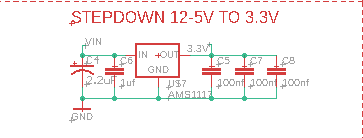 STEPDOWN 12-5V TO 3.3V
VIN
3.3V
IN
OUT
GND
C4
2.2uf
C6
1uf
U$7
AMS1117
C5
100nf
C7
100nf
C8
100nf
GND